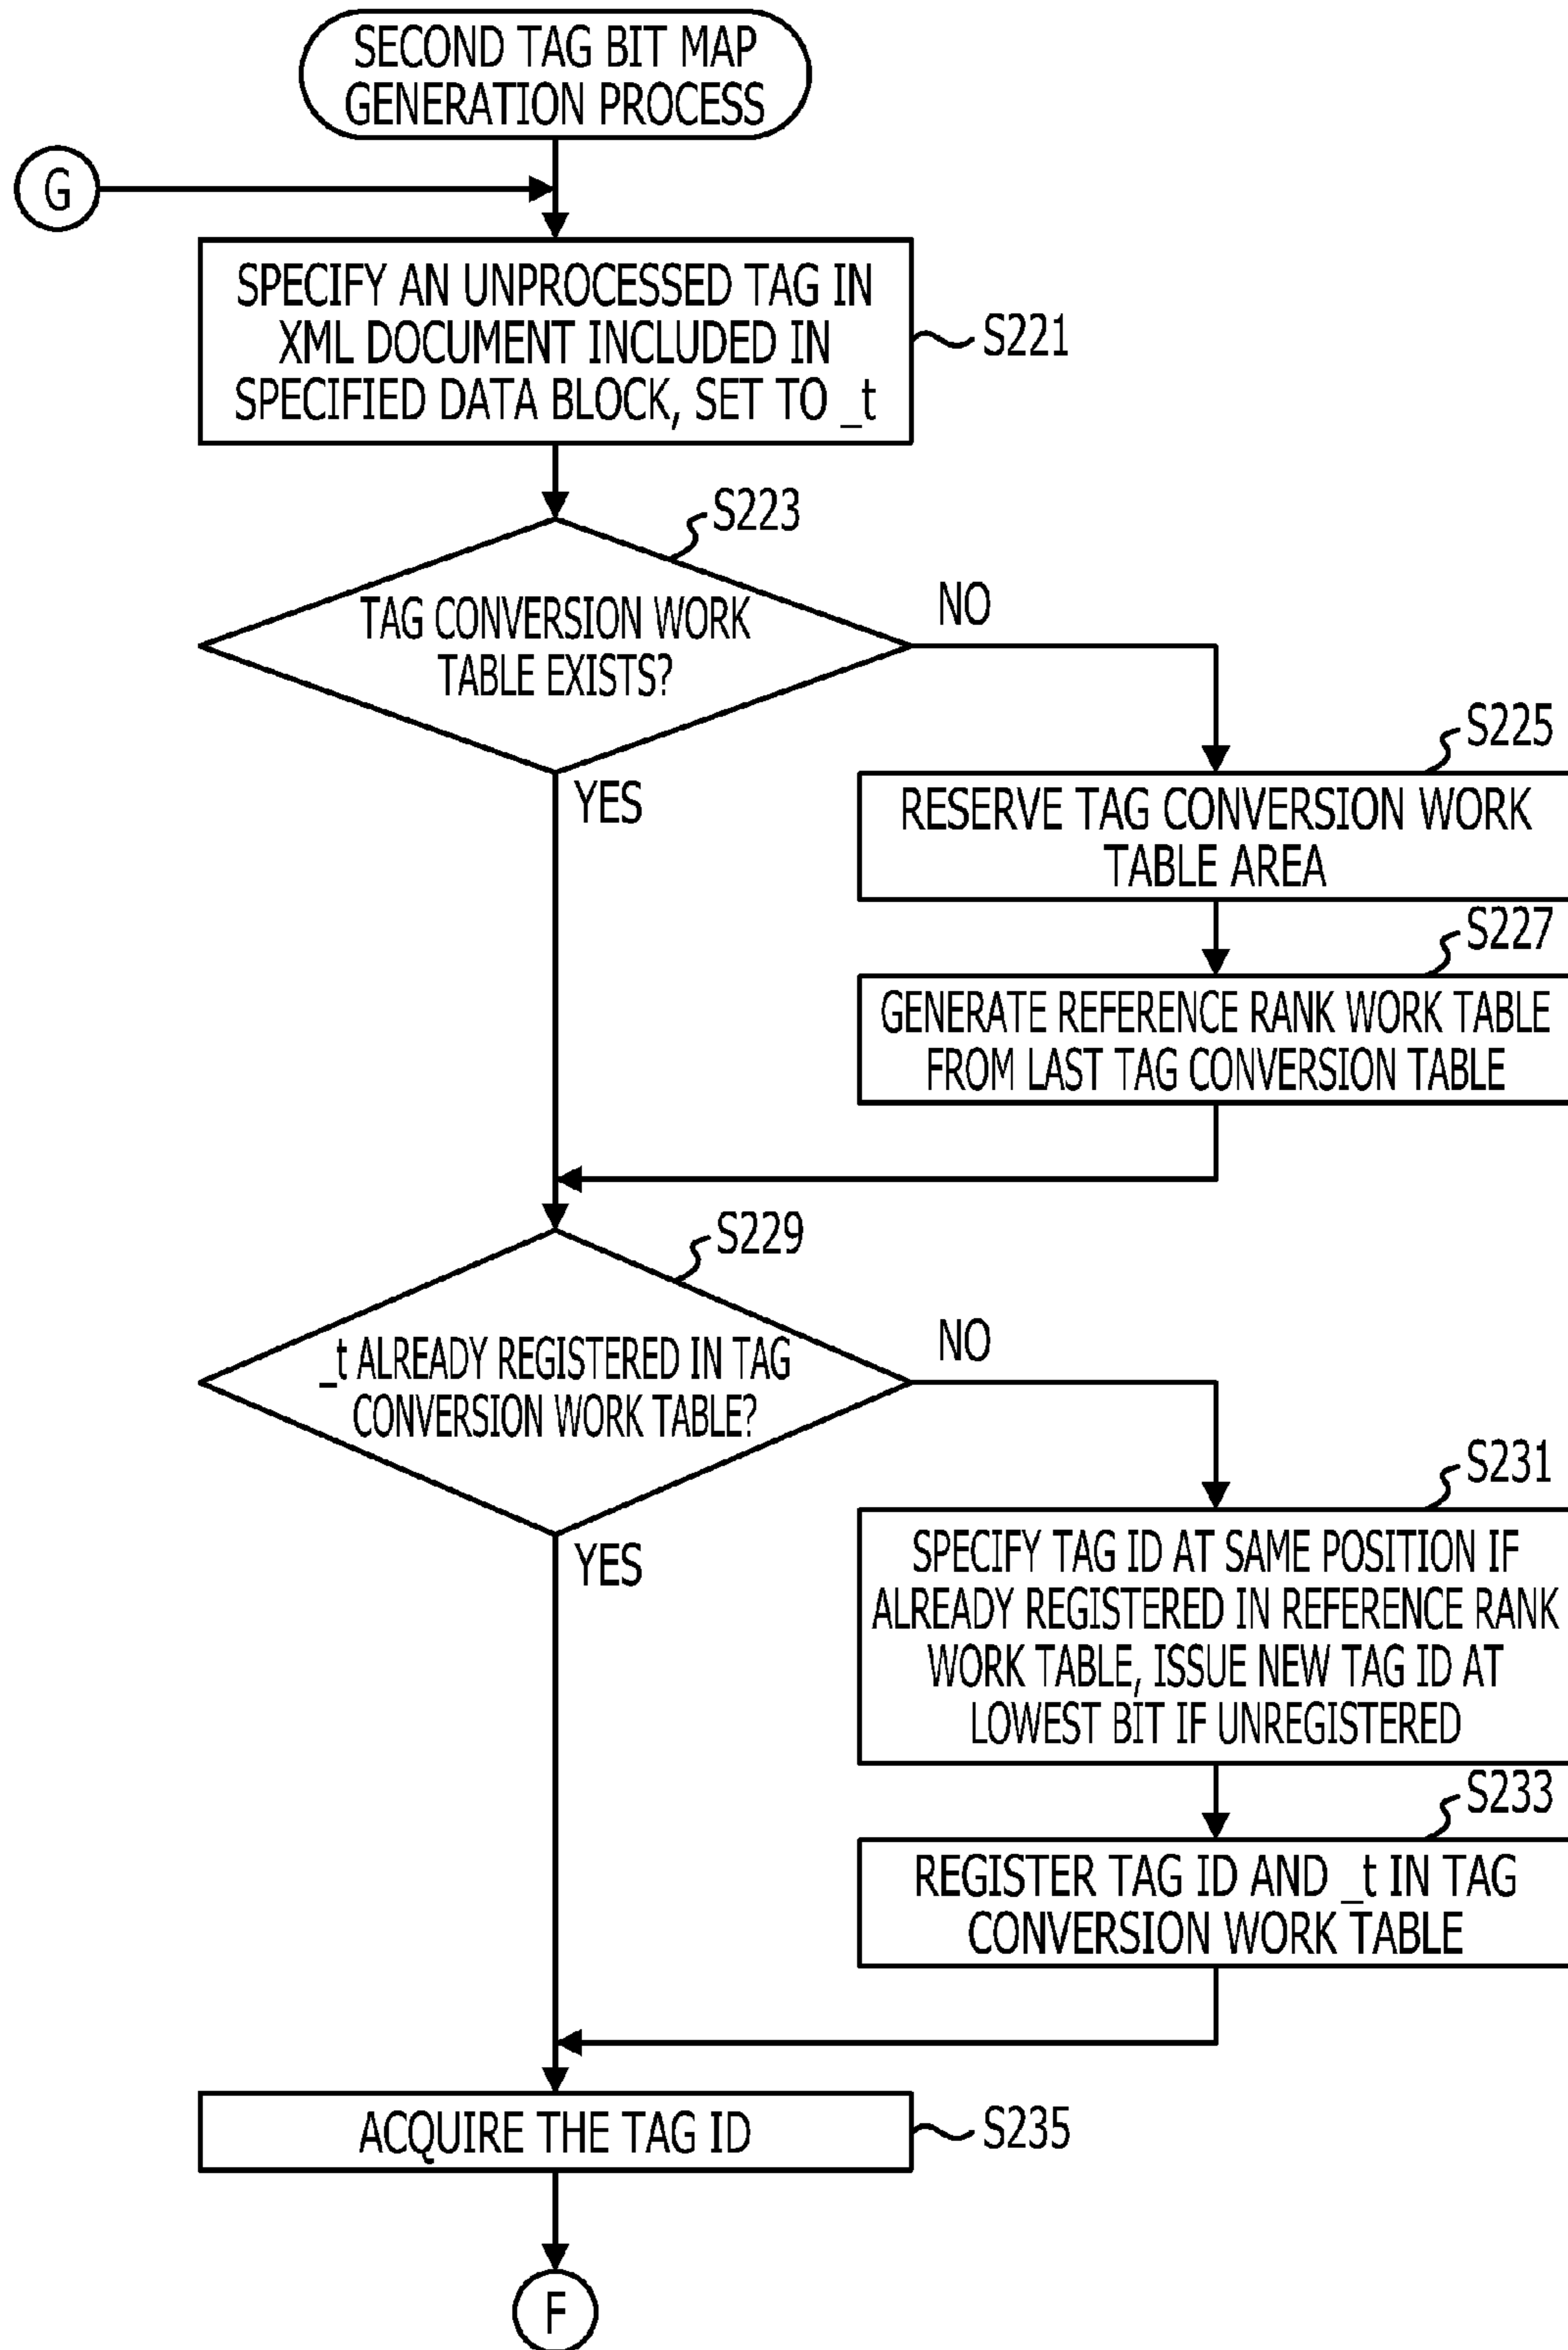 SECOND TAG BIT MAP
GENERATION PROCESS
G
SPECIFY AN UNPROCESSED TAG IN
XML DOCUMENT INCLUDED IN
SPECIFIED DATA BLOCK, SET TO _t
S221
S223
TAG CONVERSION WORK
TABLE EXISTS?
NO
YES
S225
RESERVE TAG CONVERSION WORK
TABLE AREA
S227
GENERATE REFERENCE RANK WORK TABLE
FROM LAST TAG CONVERSION TABLE
S229
_t ALREADY REGISTERED IN TAG
CONVERSION WORK TABLE?
NO
YES
S231
SPECIFY TAG ID AT SAME POSITION IF
ALREADY REGISTERED IN REFERENCE RANK
WORK TABLE, ISSUE NEW TAG ID AT
LOWEST BIT IF UNREGISTERED
S233
REGISTER TAG ID AND _t IN TAG
CONVERSION WORK TABLE
ACQUIRE THE TAG ID
S235
F